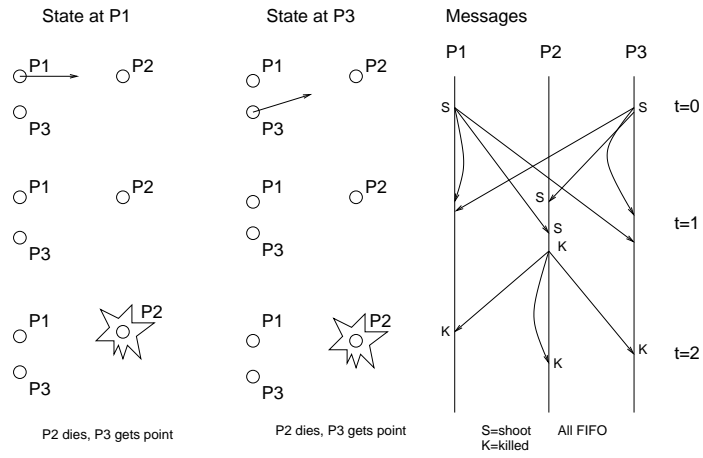 State at P1
State at P3
Messages
P1
P2
P3
P1
P2
P3
P1
P2
P3
S
S
t=0
P1
P2
P3
P1
P2
P3
S
S
K
t=1
P1
P2
P3
P1
P2
P3
K
K
K
t=2
P2 dies, P3 gets point
P2 dies, P3 gets point
S=shoot
K=killed
All FIFO